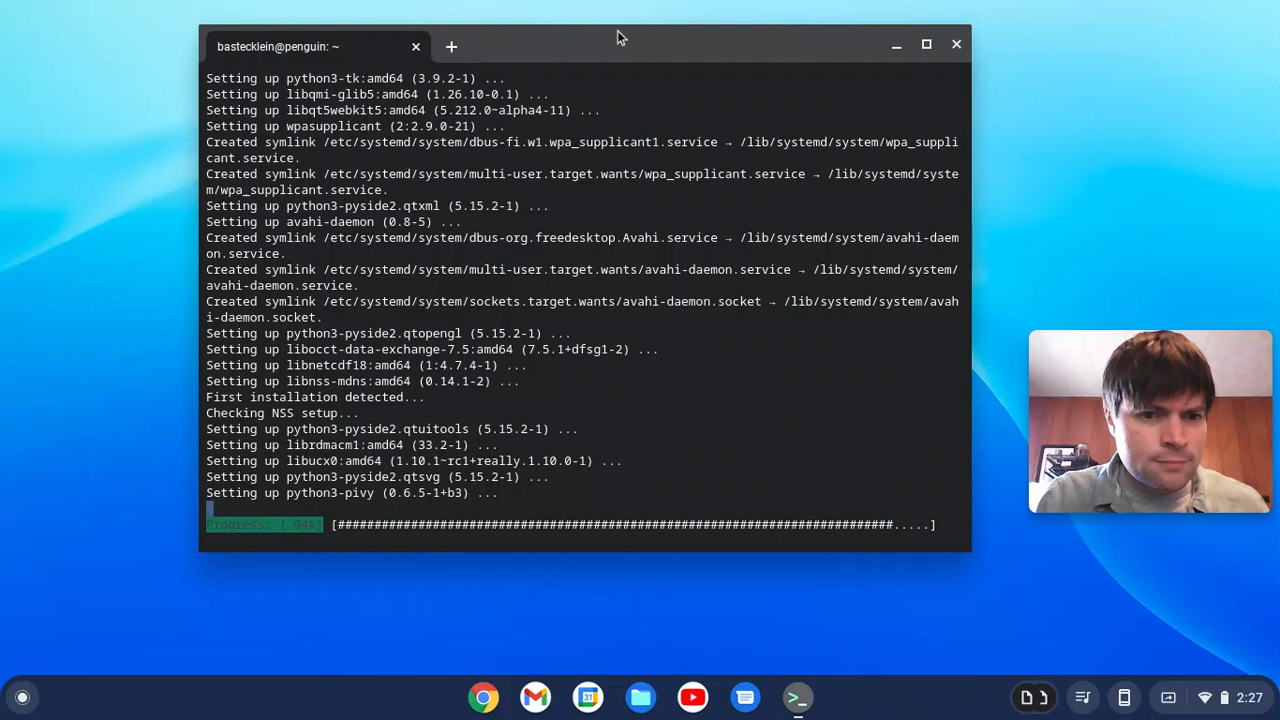 bastecklein@penguin: ~
Setting up python3-tk:amd64 (3.9.2-1) ...
Setting up libqmi-glib5:amd64 (1.26.10-0.1) ...
Setting up libqt5webkit5:amd64 (5.212.0~alpha4-11) ...
Setting up wpasupplicant (2:2.9.0-21) ...
Created symlink /etc/systemd/system/dbus-fi.w1.wpa_supplicant1.service → /lib/systemd/system/wpa_suppli
cant.service.
Created symlink /etc/systemd/system/multi-user.target.wants/wpa_supplicant.service → /lib/systemd/syste
m/wpa_supplicant.service.
Setting up python3-pyside2.qtxml (5.15.2-1) ...
Setting up avahi-daemon (0.8-5) ...
Created symlink /etc/systemd/system/dbus-org.freedesktop.Avahi.service → /lib/systemd/system/avahi-daem
on.service.
Created symlink /etc/systemd/system/multi-user.target.wants/avahi-daemon.service → /lib/systemd/system/
avahi-daemon.service.
Created symlink /etc/systemd/system/sockets.target.wants/avahi-daemon.socket → /lib/systemd/system/avah
i-daemon.socket.
Setting up python3-pyside2.qtopengl (5.15.2-1) ...
Setting up libocct-data-exchange-7.5:amd64 (7.5.1+dfsg1-2) ...
Setting up libnetcdf18:amd64 (1:4.7.4-1) ...
Setting up libnss-mdns:amd64 (0.14.1-2) ...
First installation detected...
Checking NSS setup...
Setting up python3-pyside2.qtuitools (5.15.2-1) ...
Setting up librdmacm1:amd64 (33.2-1) ...
Setting up libucx0:amd64 (1.10.1~rc1+really.1.10.0-1) ...
Setting up python3-pyside2.qtsvg (5.15.2-1) ...
Setting up python3-pivy (0.6.5-1+b3) ...
Progress: [ 94%] [##########################################################################.....]
31
2:27